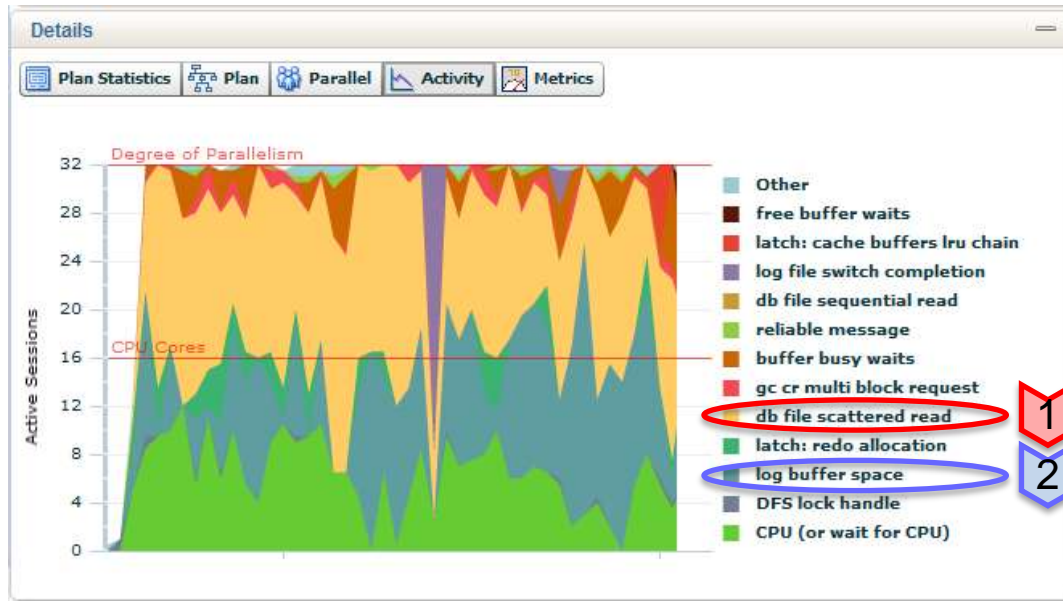 Details
Plan Statistics Plan Parallel Activity Metrics
Degree of Parallelism
CPU Cores
Active Sessions
32
28
24
20
16
12
8
4
0
Other
free buffer waits
latch: cache buffers lru chain
log file switch completion
db file sequential read
reliable message
buffer busy waits
gc cr multi block request
db file scattered read
1
latch: redo allocation
log buffer space
2
DFS lock handle
CPU (or wait for CPU)